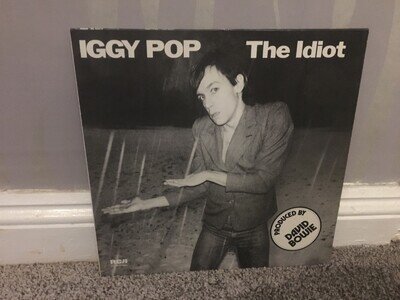 IGGY POP The Idiot
PRODUCED BY
DAVID
BOWIE
RCA